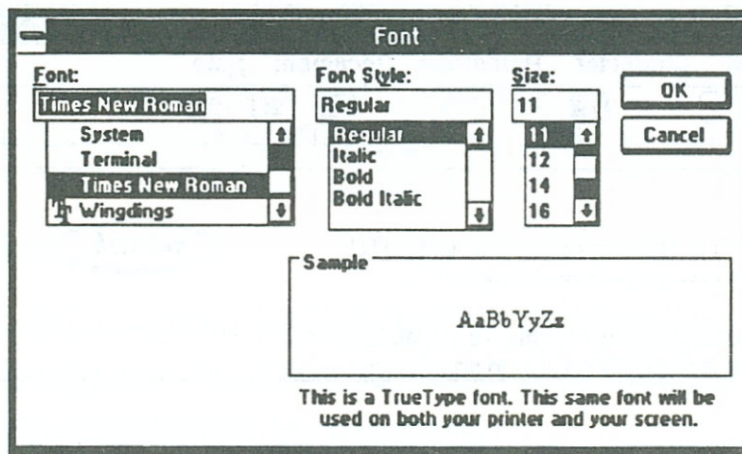 Font
Font:
Font Style:
Size:
Times New Roman
Regular
11
OK
System
Terminal
Times New Roman
Wingdings
Regular
Italic
Bold
Bold Italic
11
12
14
16
Cancel
Sample
AaBbYyZz
This is a TrueType font. This same font will be
used on both your printer and your screen.